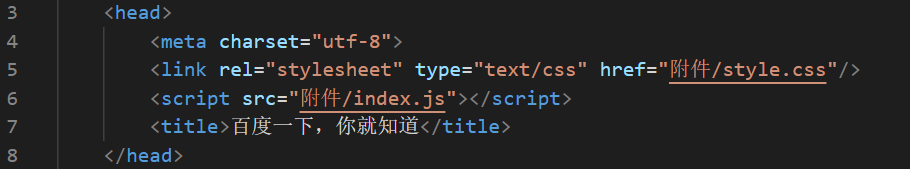 3 <head>
4 <meta charset="utf-8">
5 <link rel="stylesheet" type="text/css" href="附件/style.css"/>
6 <script src="附件/index.js"></script>
7 <title>百度一下，你就知道</title>
8 </head>